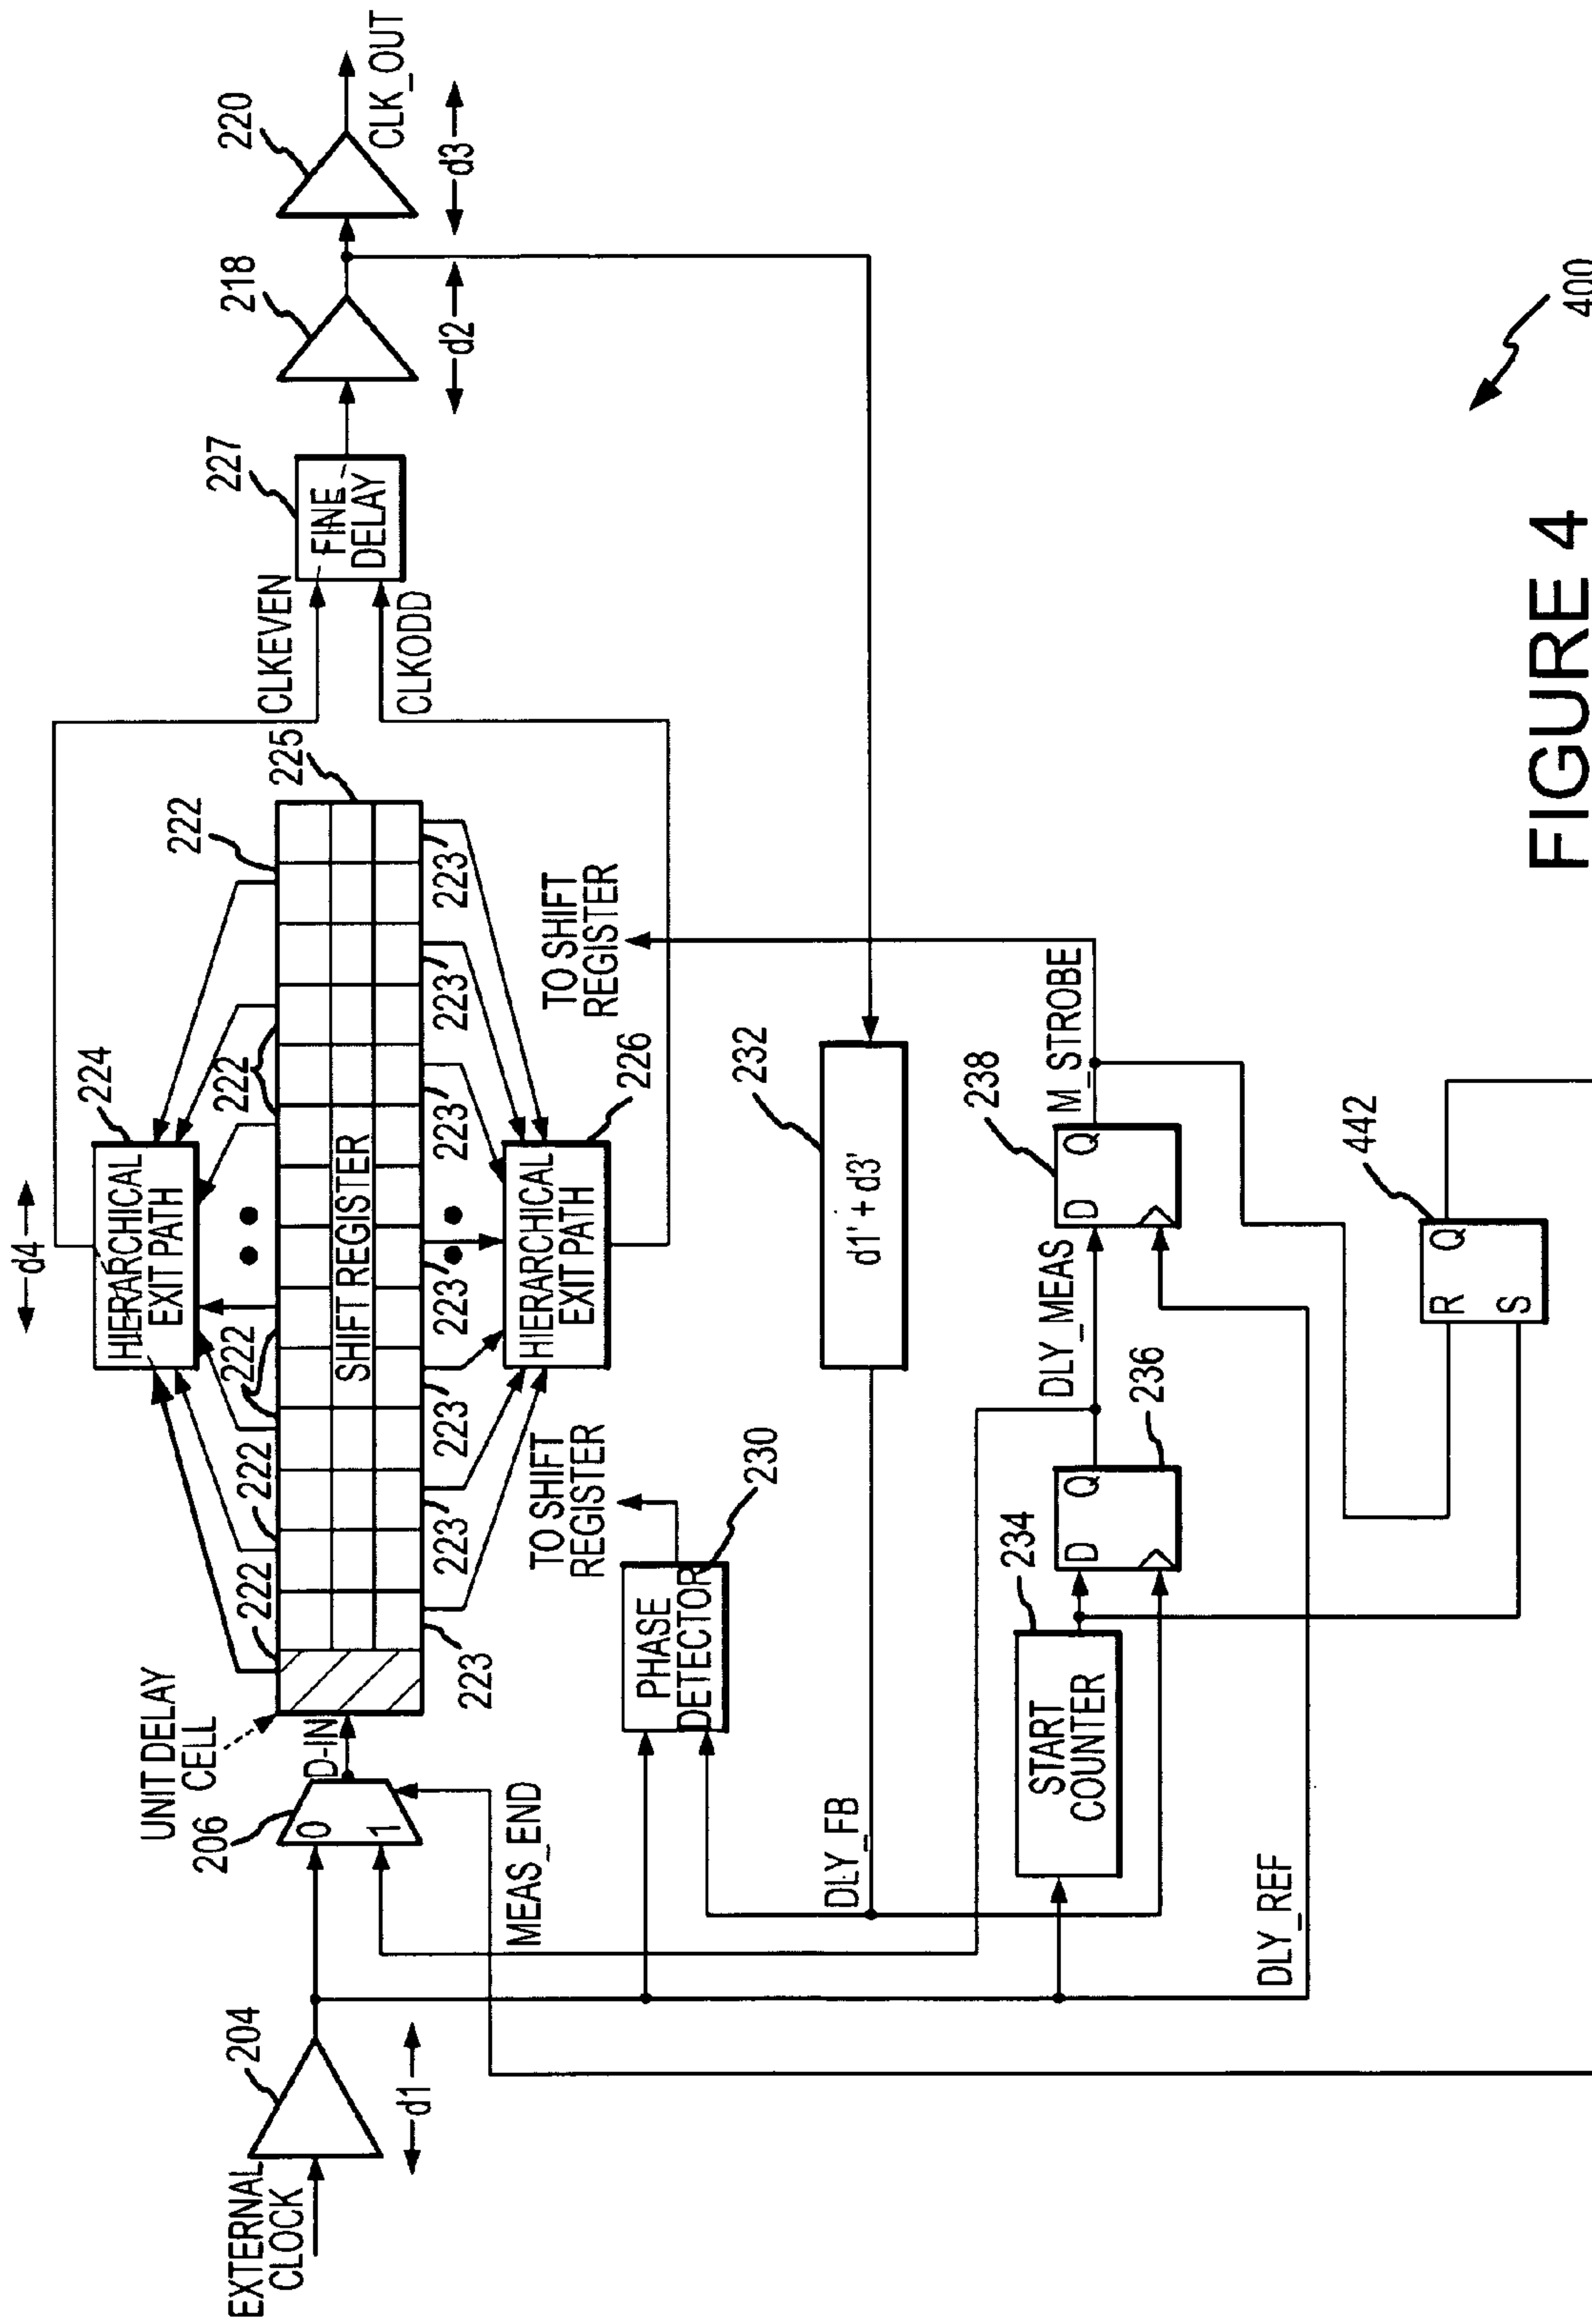 EXTERNAL
CLOCK
204
d1
206
0
1
UNIT DELAY
CELL
D-IN
MEAS_END
d4
HIERARCHICAL
EXIT PATH
224
222
222
222
222
222
222
SHIFT REGISTER
225
223
223
223
223
223
223
223
223
HIERARCHICAL
EXIT PATH
226
CLKEVEN
CLKODD
227
FINE
DELAY
218
d2
220
d3
CLK_OUT
TO SHIFT
REGISTER
PHASE
DETECTOR
230
TO SHIFT
REGISTER
232
d1' + d3'
DLY_FB
START
COUNTER
234
D
Q
236
DLY_MEAS
D
Q
238
M_STROBE
DLY_REF
R
Q
S
442
400
FIGURE 4